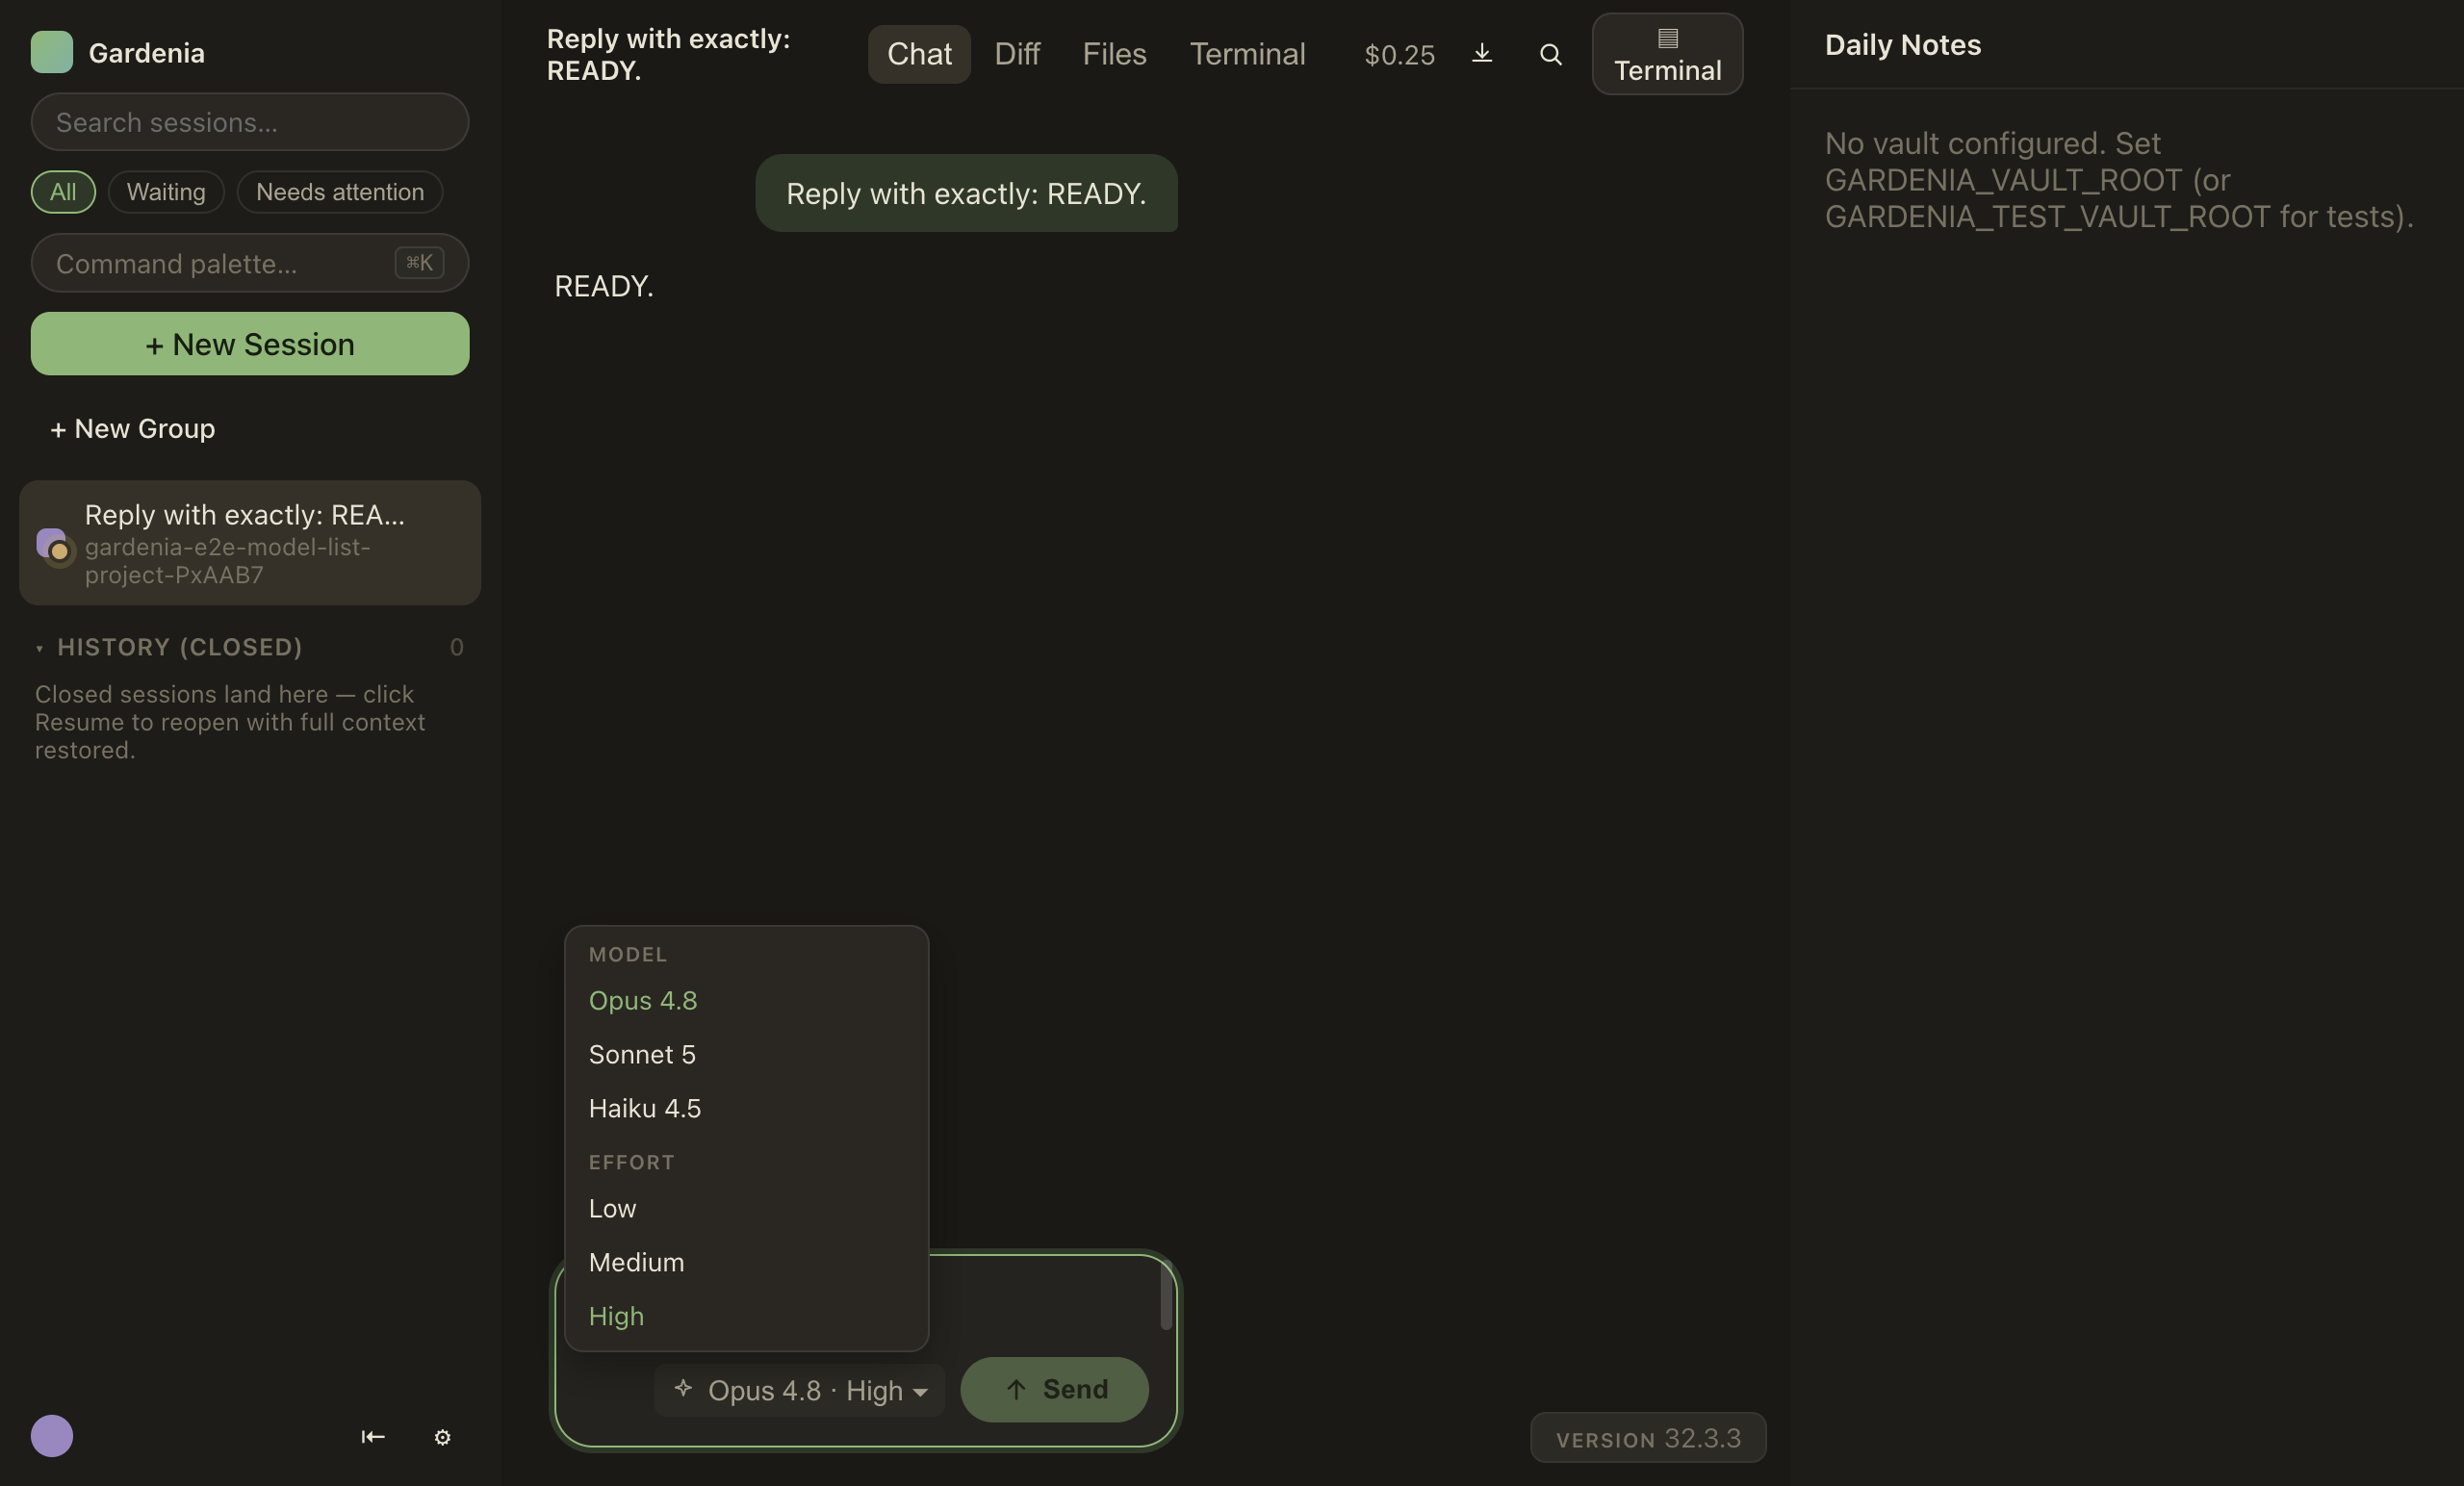 Gardenia
Search sessions...
All
Waiting
Needs attention
Command palette...
⌘K
+ New Session
+ New Group
Reply with exactly: REA...
gardenia-e2e-model-list-
project-PxAAB7
HISTORY (CLOSED)
0
Closed sessions land here — click
Resume to reopen with full context
restored.
Reply with exactly:
READY.
Chat
Diff
Files
Terminal
$0.25
Terminal
Reply with exactly: READY.
READY.
MODEL
Opus 4.8
Sonnet 5
Haiku 4.5
EFFORT
Low
Medium
High
Opus 4.8 · High
Send
VERSION 32.3.3
Daily Notes
No vault configured. Set
GARDENIA_VAULT_ROOT (or
GARDENIA_TEST_VAULT_ROOT for tests).